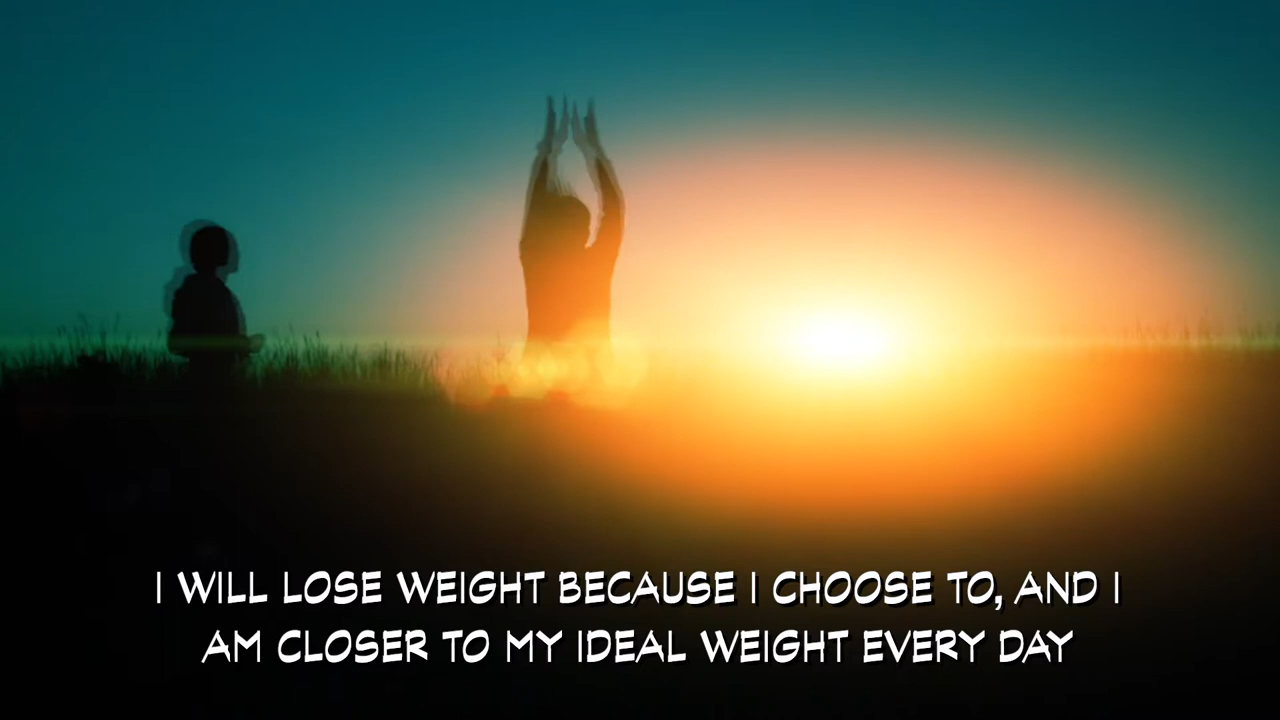 I WILL LOSE WEIGHT BECAUSE I CHOOSE TO, AND I
AM CLOSER TO MY IDEAL WEIGHT EVERY DAY